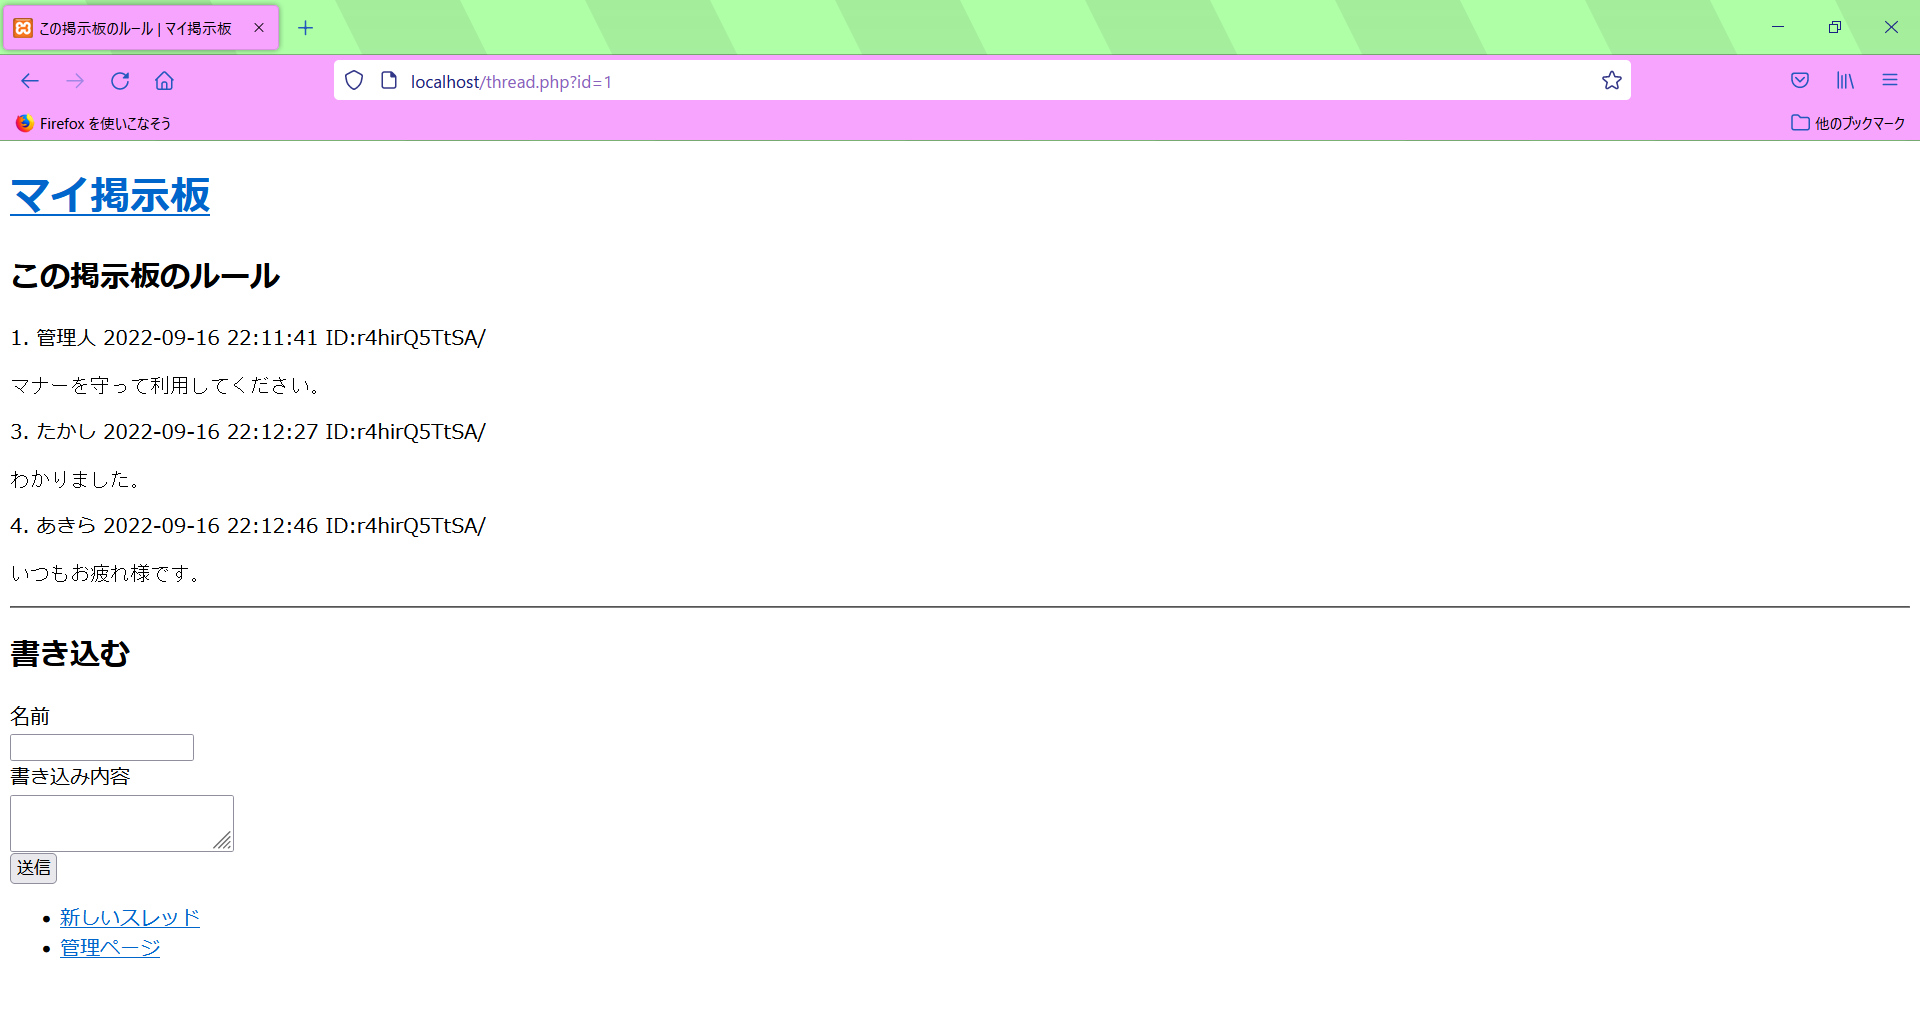 この掲示板のルール | マイ掲示板
localhost/thread.php?id=1
Firefox を使いこなそう
他のブックマーク
マイ掲示板
この掲示板のルール
1. 管理人 2022-09-16 22:11:41 ID:r4hirQ5TtSA/
マナーを守って利用してください。
3. たかし 2022-09-16 22:12:27 ID:r4hirQ5TtSA/
わかりました。
4. あきら 2022-09-16 22:12:46 ID:r4hirQ5TtSA/
いつもお疲れ様です。
書き込む
名前
書き込み内容
送信
新しいスレッド
管理ページ